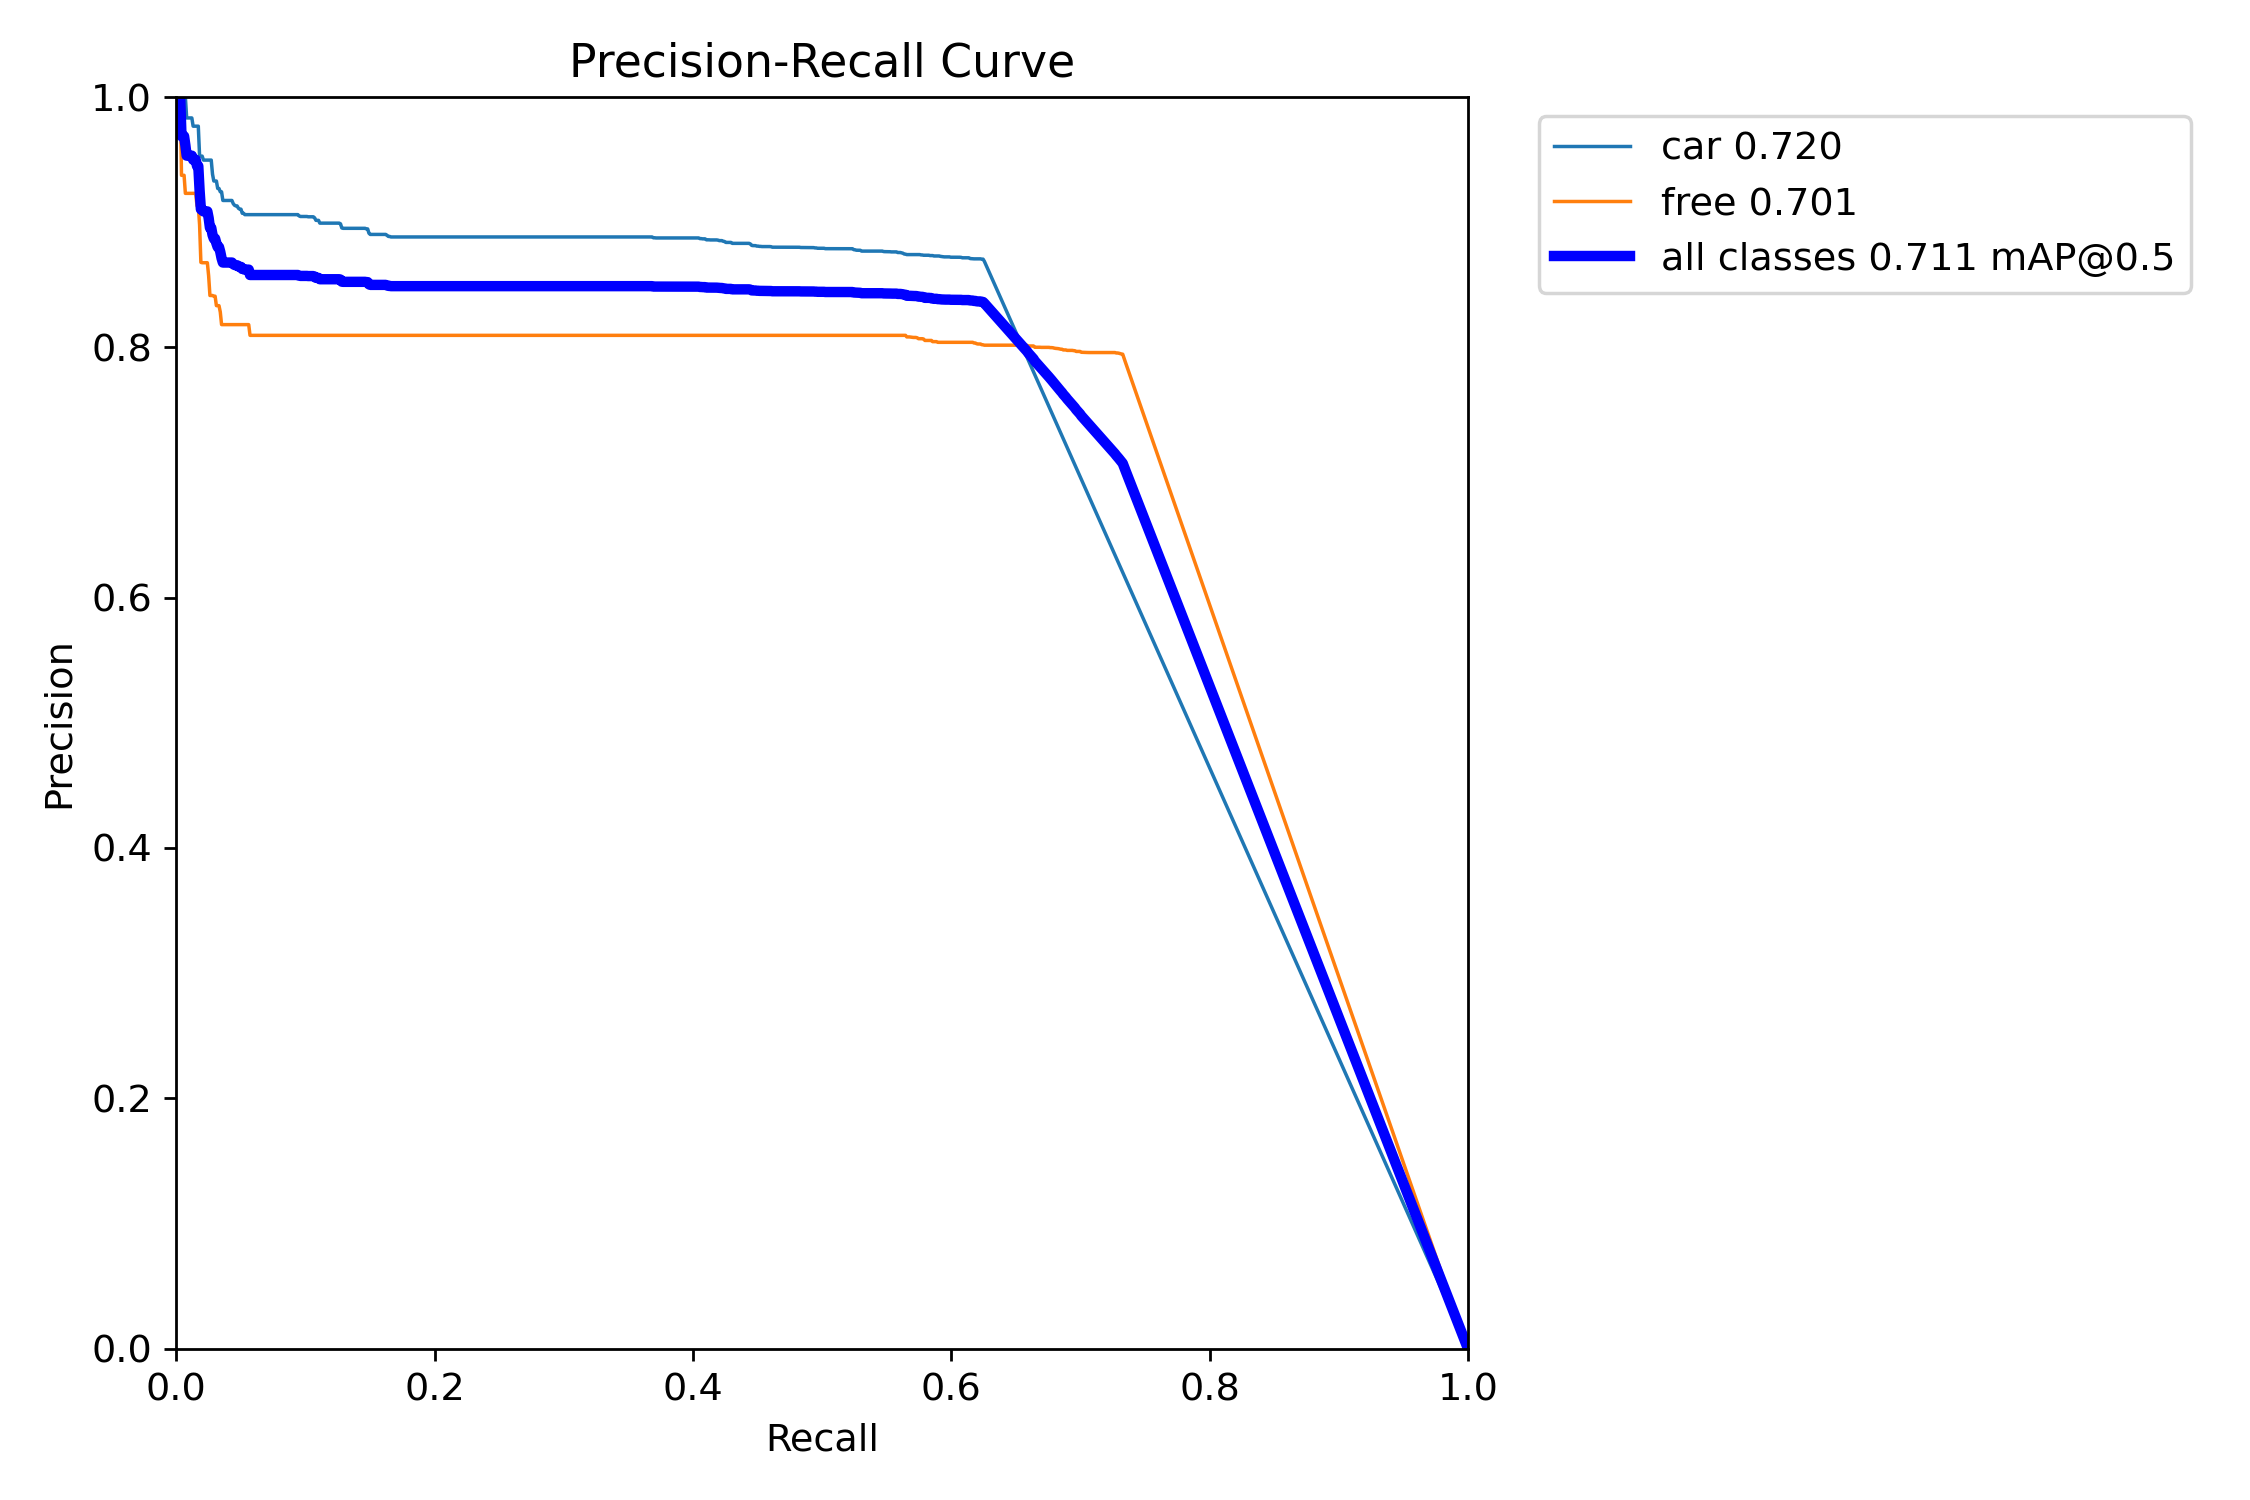 Precision-Recall Curve
1.0
0.8
0.6
0.4
0.2
0.0
Precision
0.0 0.2 0.4 0.6 0.8 1.0
Recall
car 0.720
free 0.701
all classes 0.711 mAP@0.5